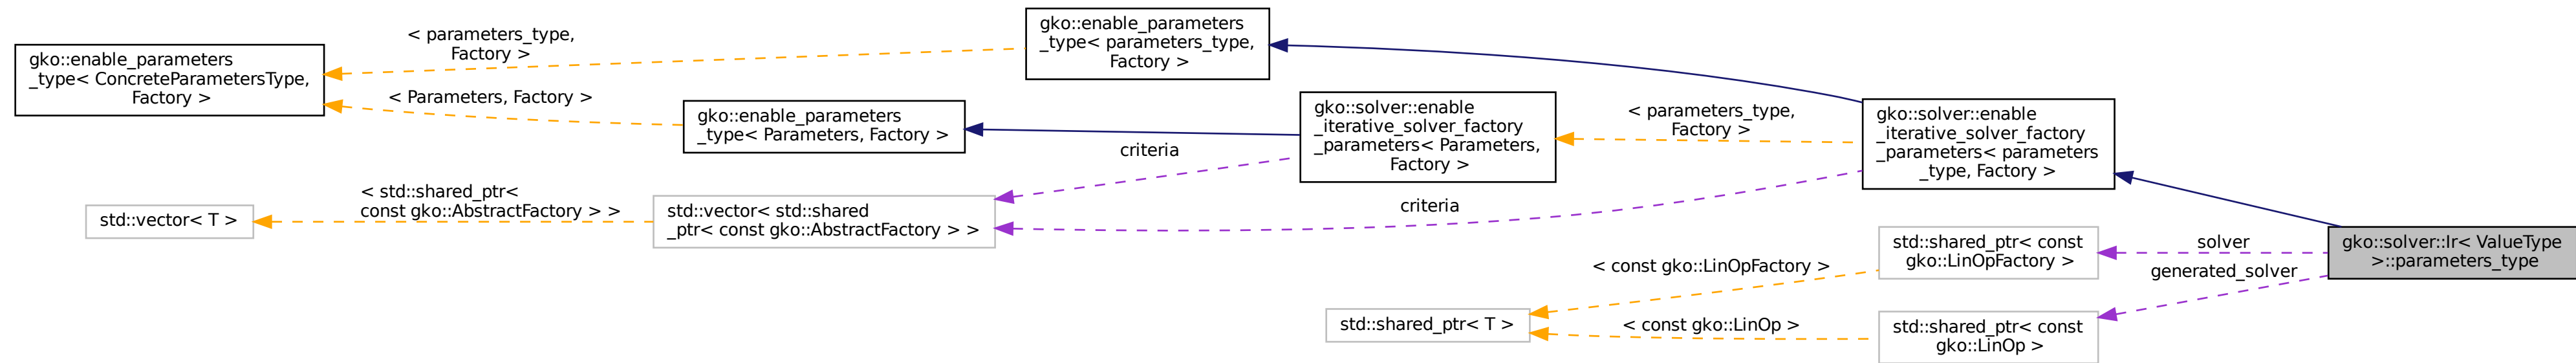 gko::enable_parameters
_type< ConcreteParametersType,
Factory >
< parameters_type,
Factory >
< Parameters, Factory >
gko::enable_parameters
_type< parameters_type,
Factory >
gko::enable_parameters
_type< Parameters, Factory >
gko::solver::enable
_iterative_solver_factory
_parameters< Parameters,
Factory >
< parameters_type,
Factory >
gko::solver::enable
_iterative_solver_factory
_parameters< parameters
_type, Factory >
criteria
criteria
std::vector< T >
< std::shared_ptr<
const gko::AbstractFactory > >
std::vector< std::shared
_ptr< const gko::AbstractFactory > >
std::shared_ptr< const
gko::LinOpFactory >
solver
gko::solver::Ir< ValueType
>::parameters_type
generated_solver
< const gko::LinOpFactory >
std::shared_ptr< T >
< const gko::LinOp >
std::shared_ptr< const
gko::LinOp >